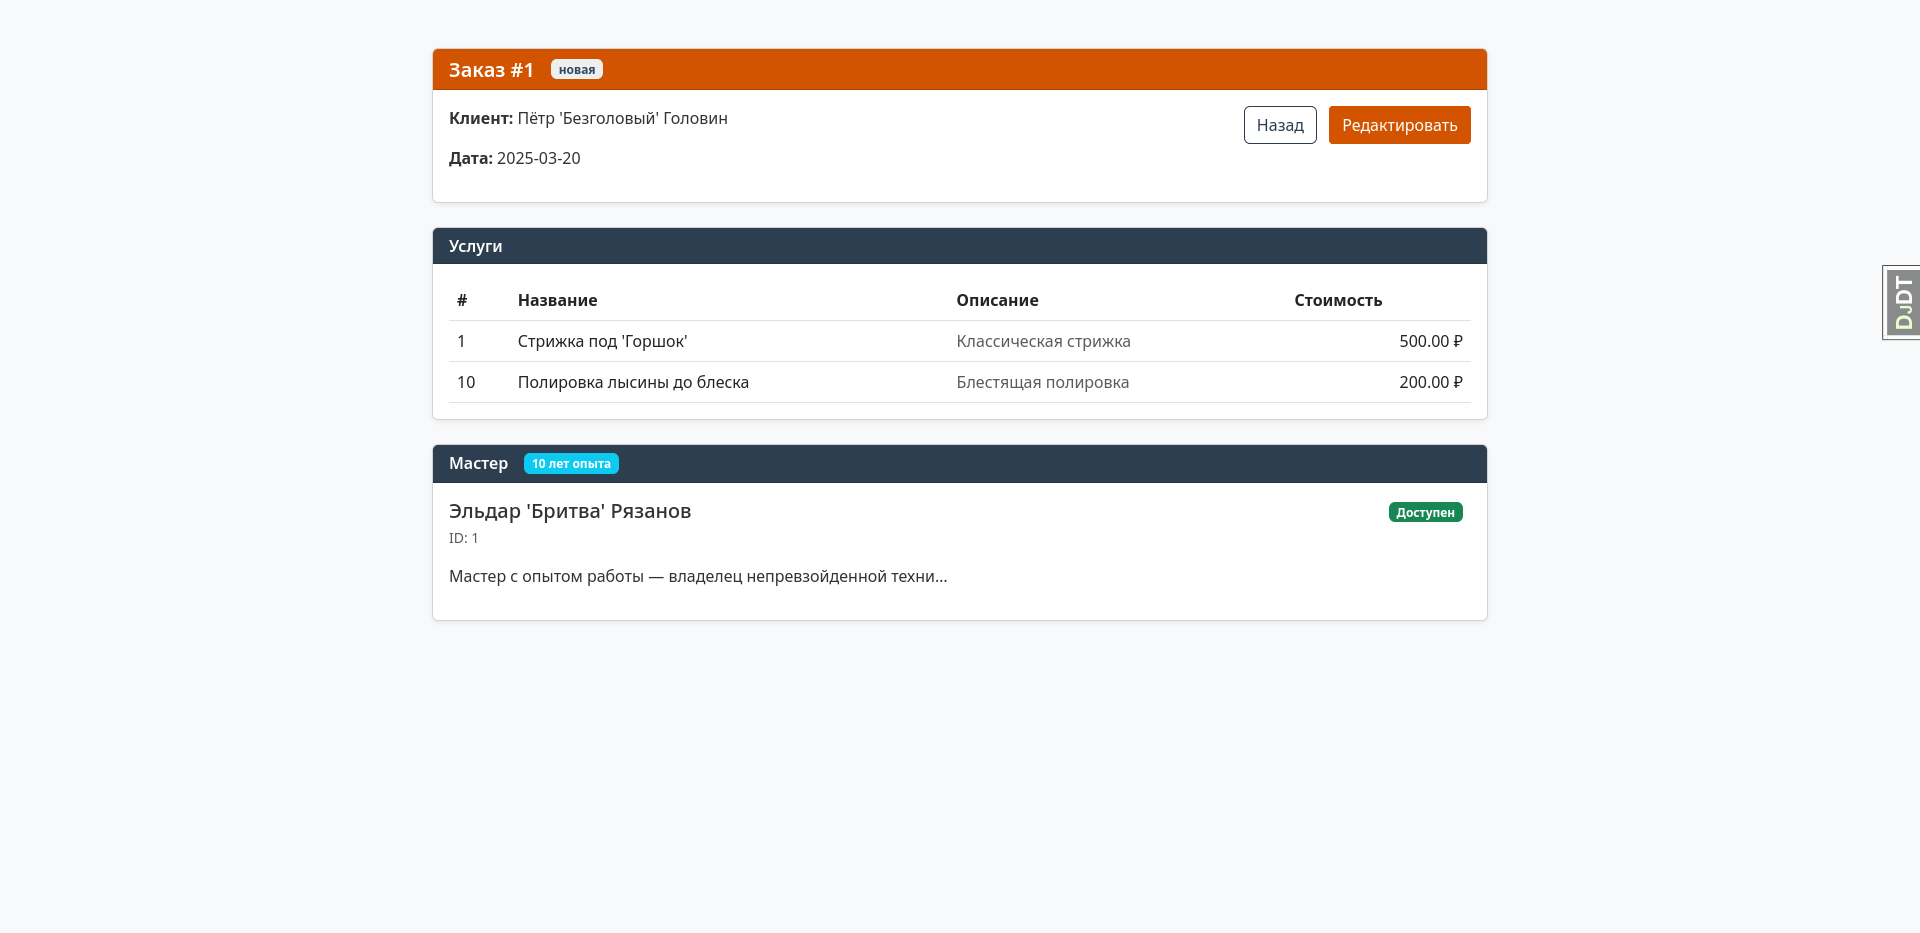 Заказ #1 новая
Клиент: Пётр 'Безголовый' Головин
Назад Редактировать
Дата: 2025-03-20
Услуги
# Название Описание Стоимость
1 Стрижка под 'Горшок' Классическая стрижка 500.00 ₽
10 Полировка лысины до блеска Блестящая полировка 200.00 ₽
Мастер 10 лет опыта
Эльдар 'Бритва' Рязанов Доступен
ID: 1
Мастер с опытом работы — владелец непревзойденной техни…
DJDT